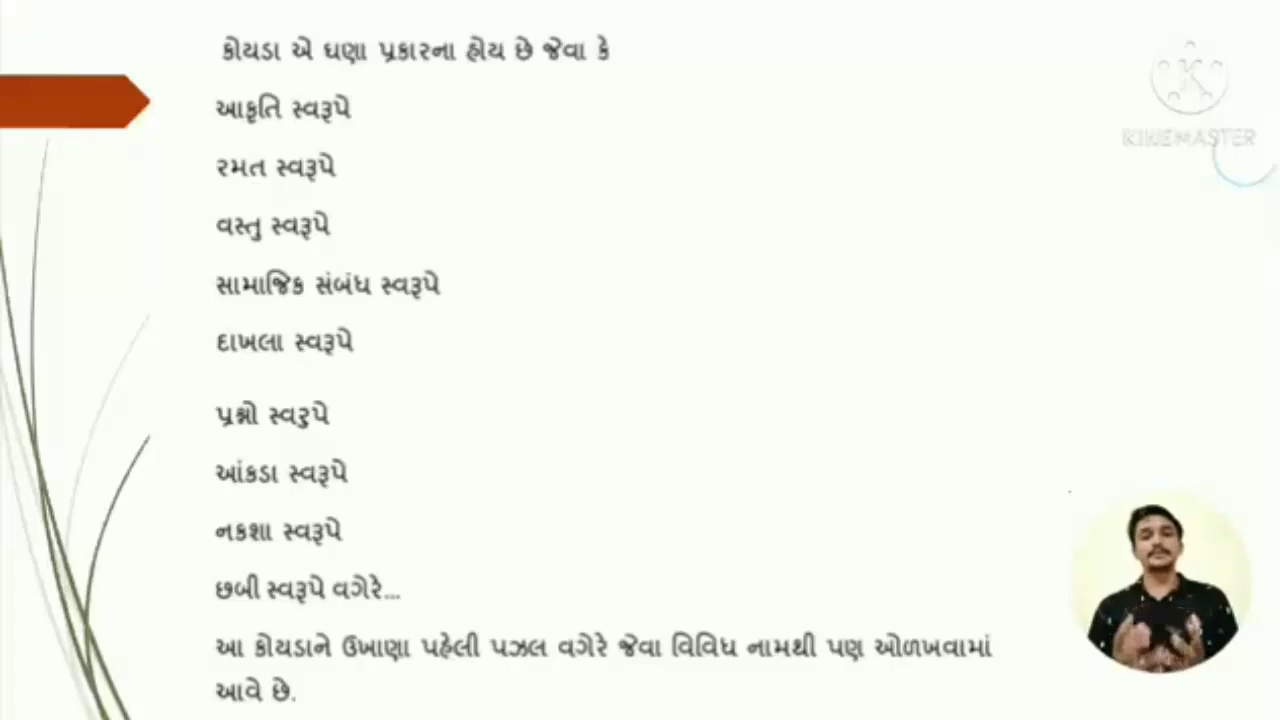 કોયડા એ ઘણા પ્રકારના હોય છે જેવા કે
આકૃતિ સ્વરૂપે
રમત સ્વરૂપે
વસ્તુ સ્વરૂપે
સામાજિક સંબંધ સ્વરૂપે
દાખલા સ્વરૂપે
પ્રશ્નો સ્વરુપે
આંકડા સ્વરૂપે
નકશા સ્વરૂપે
છબી સ્વરૂપે વગેરે...
આ કોયડાને ઉખાણા પહેલી પઝલ વગેરે જેવા વિવિધ નામથી પણ ઓળખવામાં
આવે છે.
K
KINEMASTER